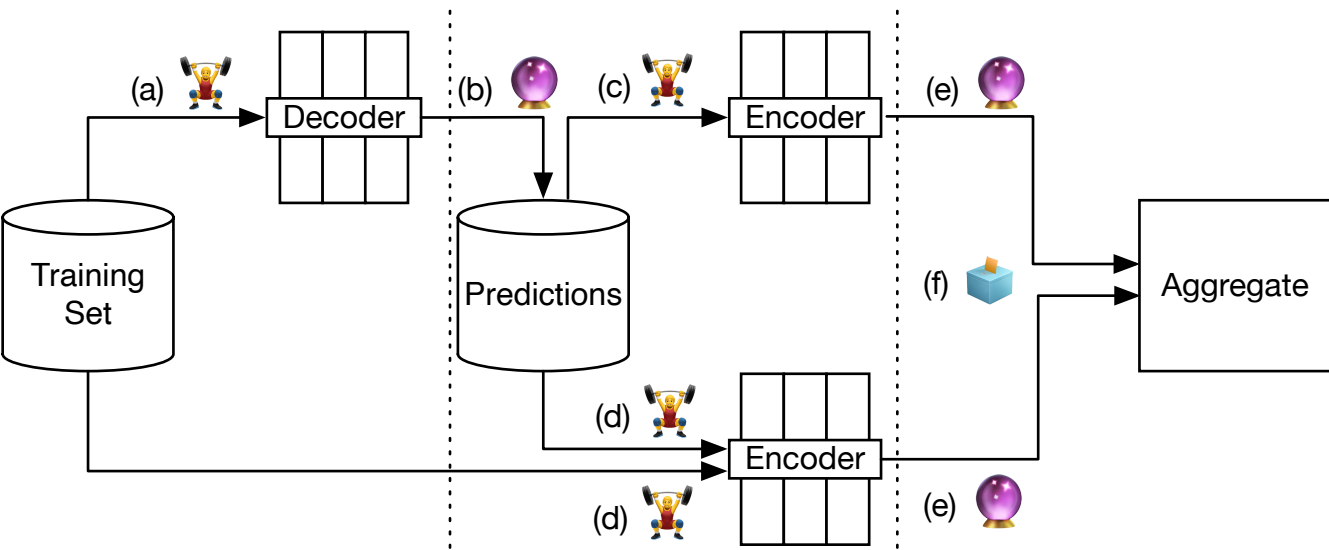 (a)
Decoder
(b)
(c)
Encoder
(e)
Training
Set
Predictions
(f)
Aggregate
(d)
Encoder
(d)
(e)